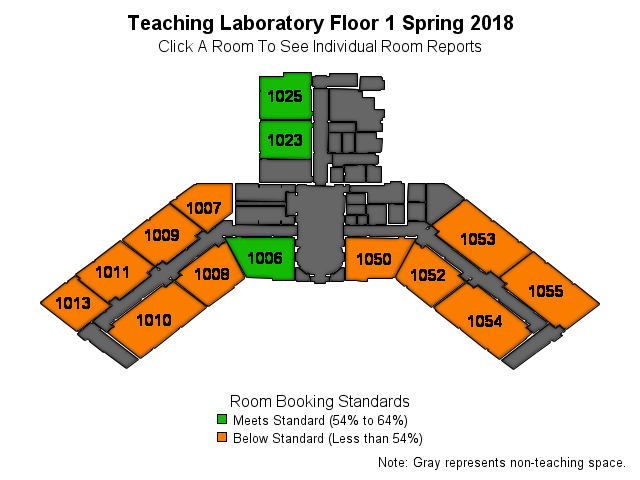 Teaching Laboratory Floor 1 Spring 2018
Click A Room To See Individual Room Reports
1025
1023
1007
1009
1011
1013
1006
1008
1010
1050
1052
1053
1054
1055
Room Booking Standards
Meets Standard (54% to 64%)
Below Standard (Less than 54%)
Note: Gray represents non-teaching space.